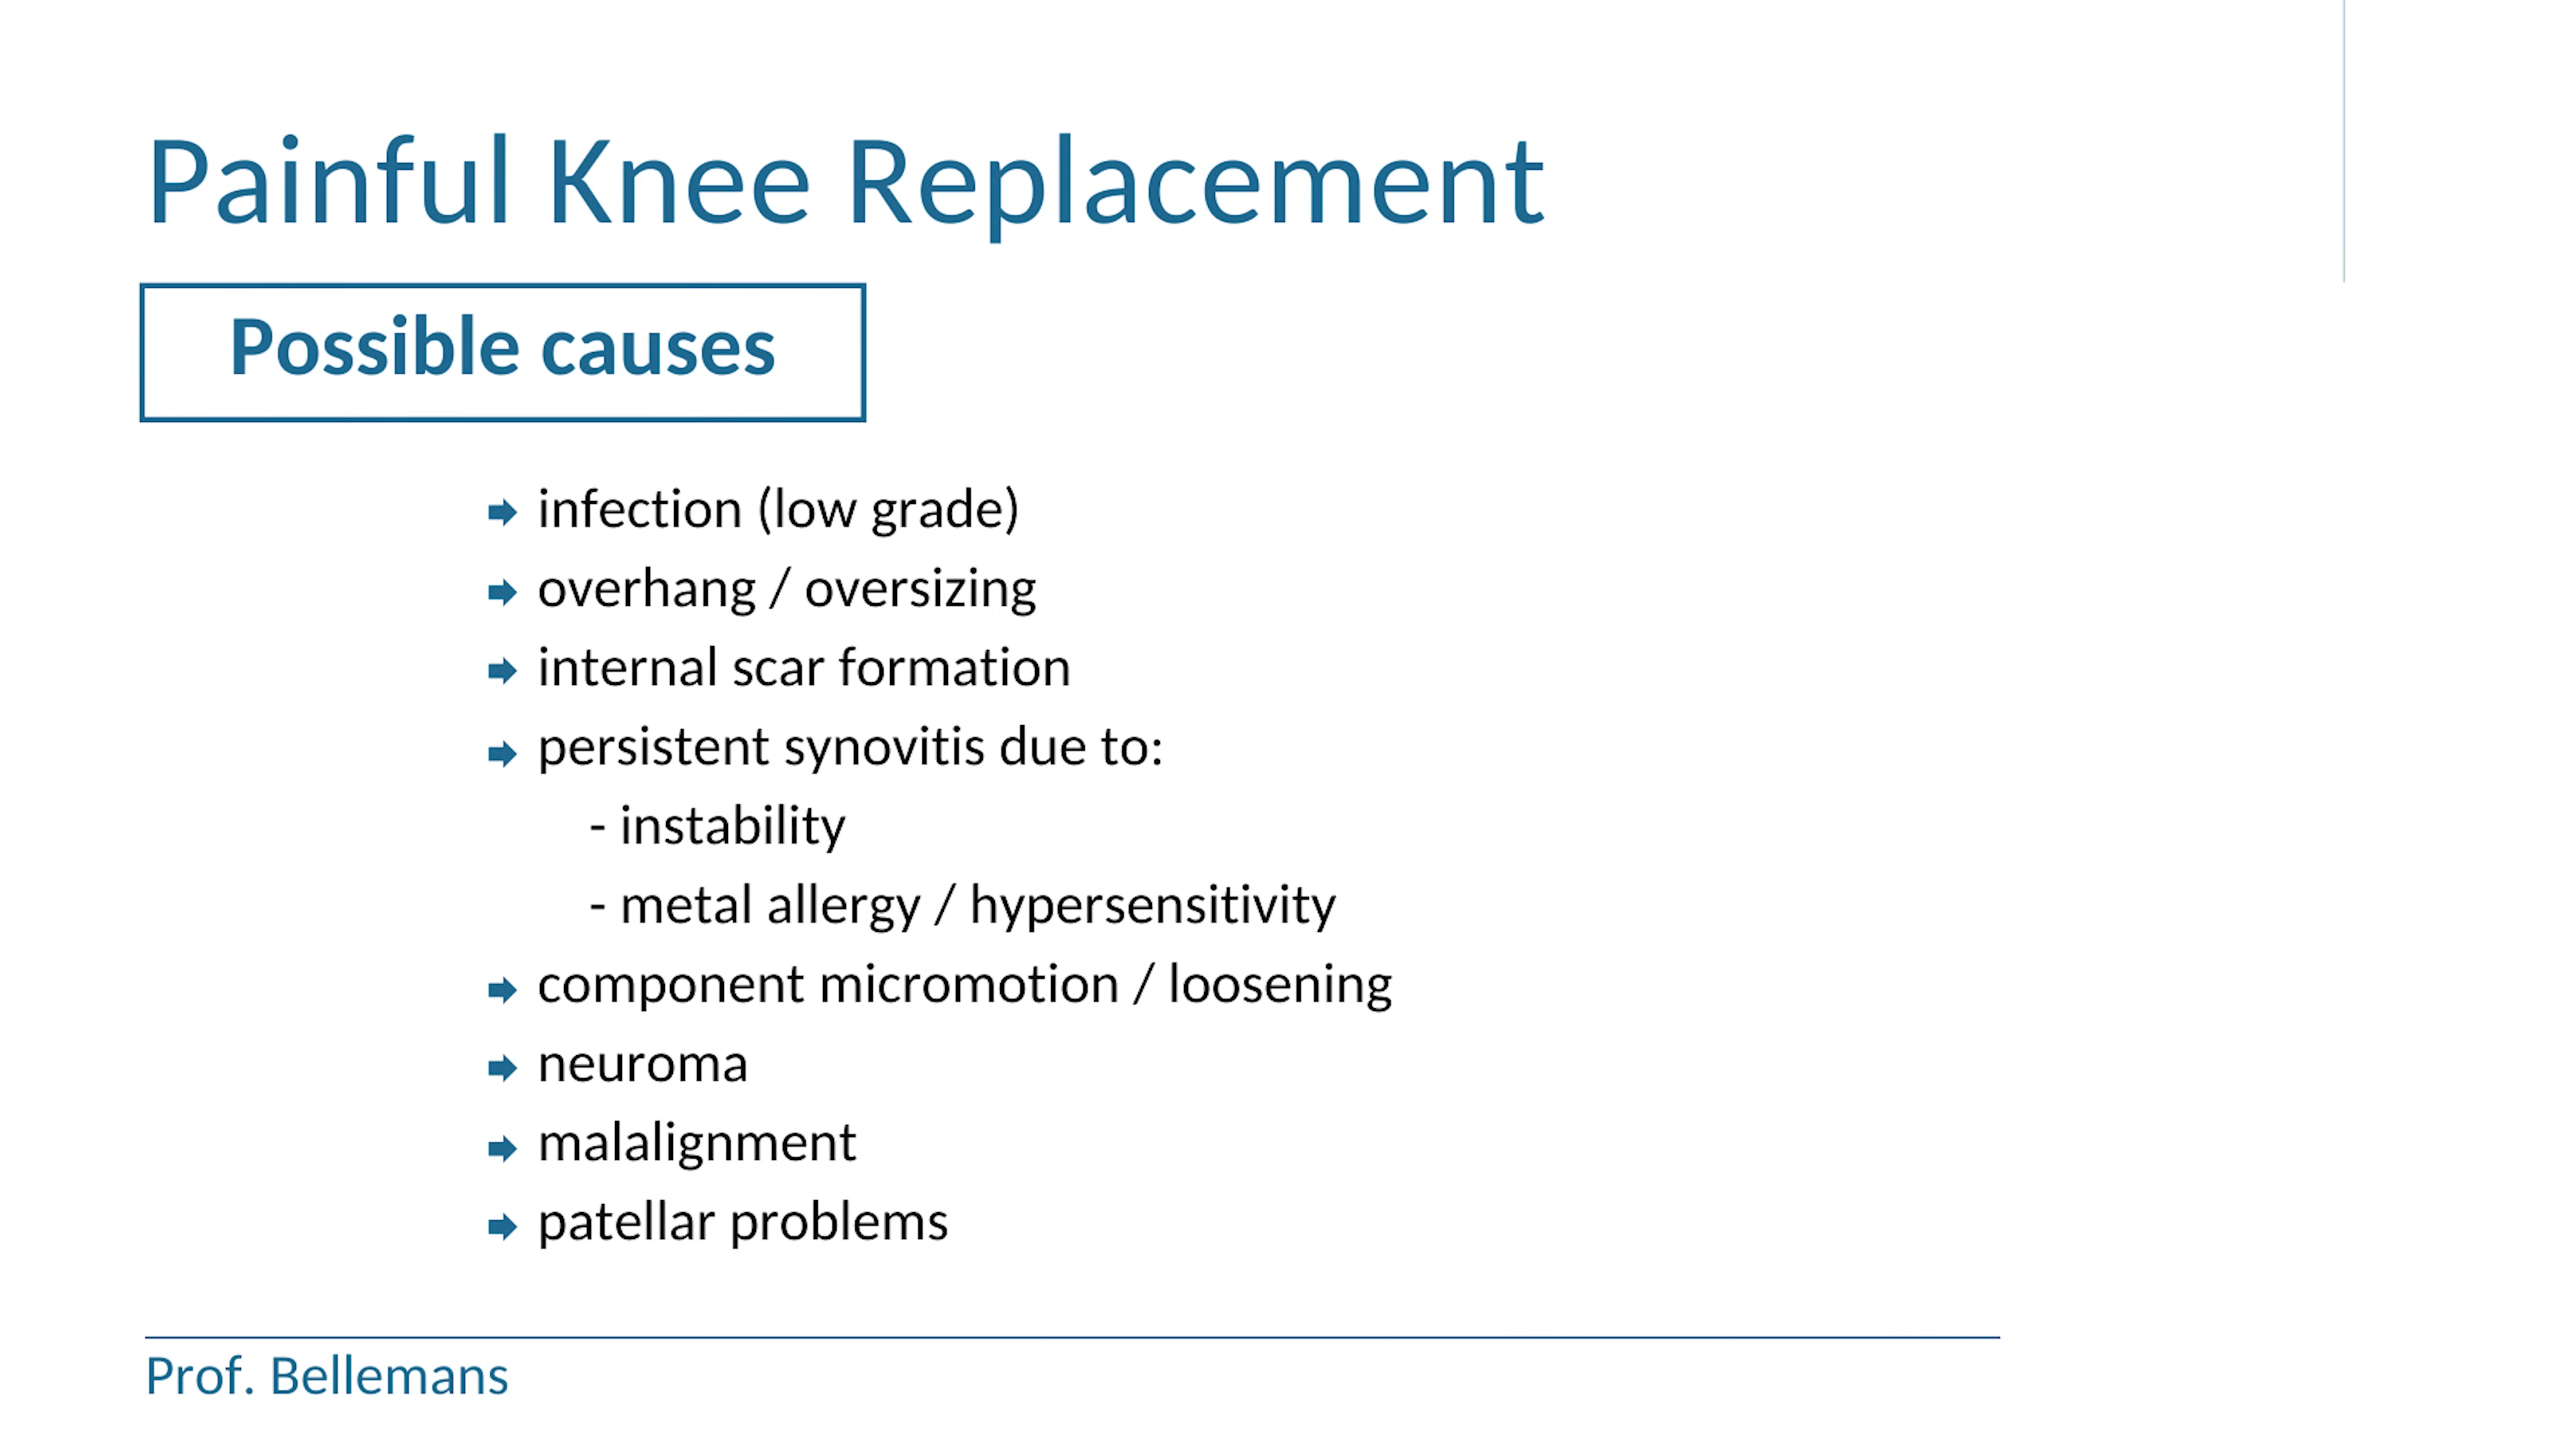 Painful Knee Replacement
Possible causes
infection (low grade)
overhang / oversizing
internal scar formation
persistent synovitis due to:
- instability
- metal allergy / hypersensitivity
component micromotion / loosening
neuroma
malalignment
patellar problems
Prof. Bellemans